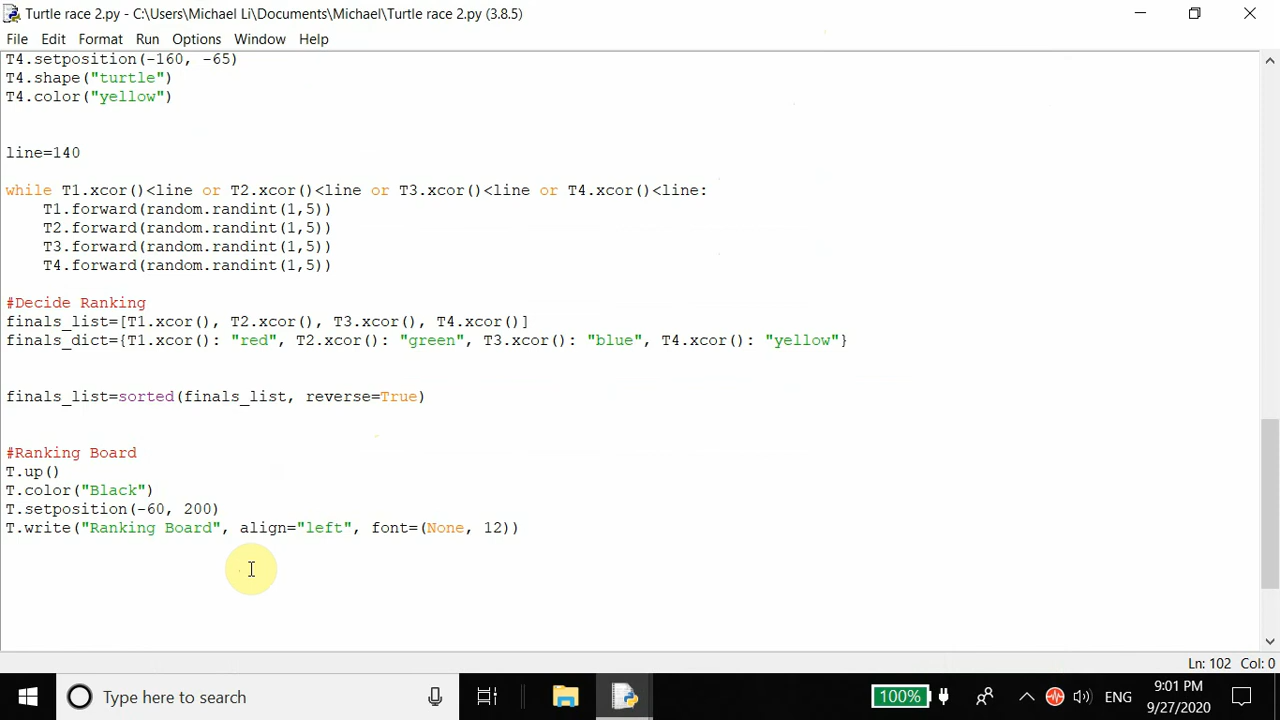 Turtle race 2.py - C:\Users\Michael Li\Documents\Michael\Turtle race 2.py (3.8.5)
File Edit Format Run Options Window Help
T4.setposition(-160, -65)
T4.shape("turtle")
T4.color("yellow")
line=140
while T1.xcor()<line or T2.xcor()<line or T3.xcor()<line or T4.xcor()<line:
    T1.forward(random.randint(1,5))
    T2.forward(random.randint(1,5))
    T3.forward(random.randint(1,5))
    T4.forward(random.randint(1,5))
#Decide Ranking
finals_list=[T1.xcor(), T2.xcor(), T3.xcor(), T4.xcor()]
finals_dict={T1.xcor(): "red", T2.xcor(): "green", T3.xcor(): "blue", T4.xcor(): "yellow"}
finals_list=sorted(finals_list, reverse=True)
#Ranking Board
T.up()
T.color("Black")
T.setposition(-60, 200)
T.write("Ranking Board", align="left", font=(None, 12))
Ln: 102 Col: 0
Type here to search
100%
ENG
9:01 PM
9/27/2020